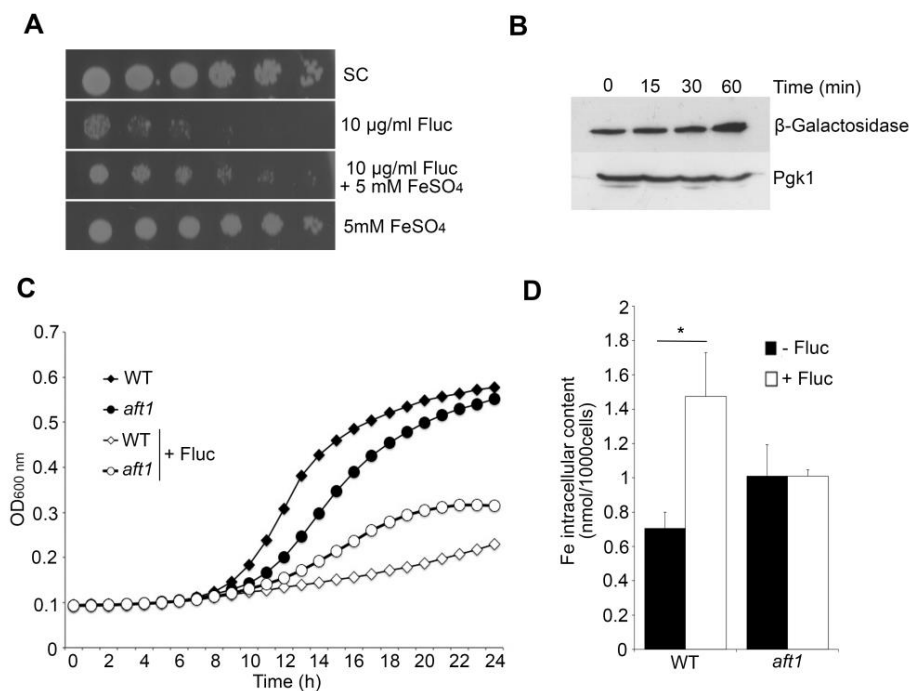 A
SC
10 µg/ml Fluc
10 µg/ml Fluc
+ 5 mM FeSO4
5mM FeSO4
B
0 15 30 60 Time (min)
β-Galactosidase
Pgk1
C
0.7
0.6
0.5
0.4
0.3
0.2
0.1
0
OD600 nm
WT
aft1
WT
aft1
+ Fluc
0 2 4 6 8 10 12 14 16 18 20 22 24
Time (h)
D
2
1.8
1.6
1.4
1.2
1
0.8
0.6
0.4
0.2
0
Fe intracellular content
(nmol/1000cells)
*
- Fluc
+ Fluc
WT aft1